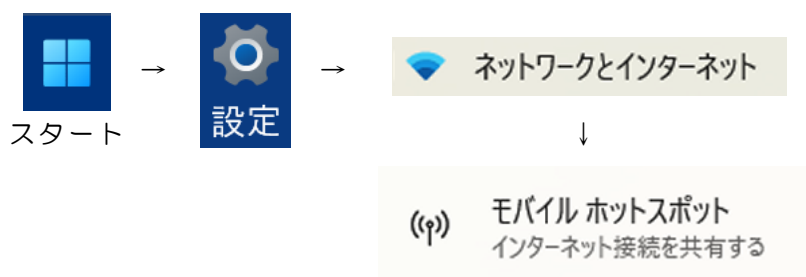 スタート
→
設定
→
ネットワークとインターネット
↓
モバイル ホットスポット
インターネット接続を共有する